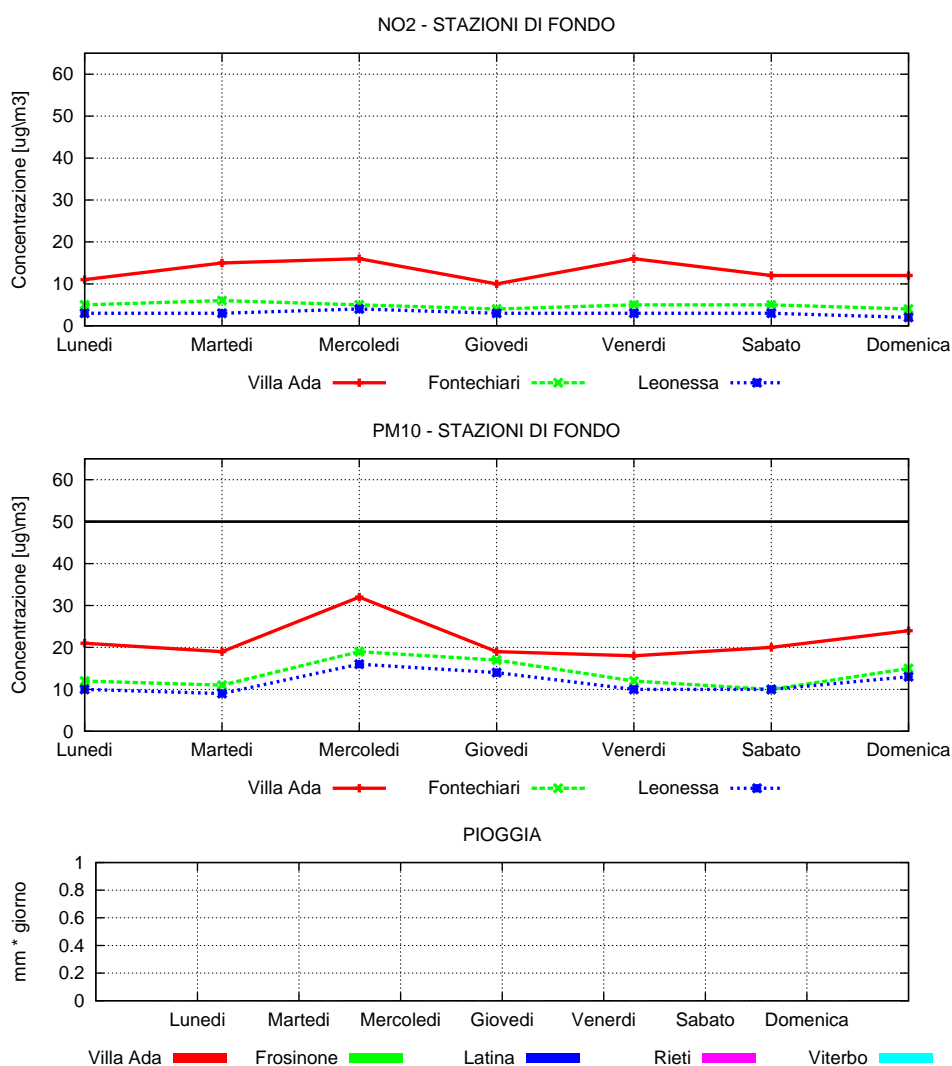 NO2 - STAZIONI DI FONDO
Concentrazione [ug\m3]
60
50
40
30
20
10
0
Lunedi Martedi Mercoledi Giovedi Venerdi Sabato Domenica
Villa Ada Fontechiari Leonessa
PM10 - STAZIONI DI FONDO
Concentrazione [ug\m3]
60
50
40
30
20
10
0
Lunedi Martedi Mercoledi Giovedi Venerdi Sabato Domenica
Villa Ada Fontechiari Leonessa
PIOGGIA
mm * giorno
1
0.8
0.6
0.4
0.2
0
Lunedi Martedi Mercoledi Giovedi Venerdi Sabato Domenica
Villa Ada Frosinone Latina Rieti Viterbo